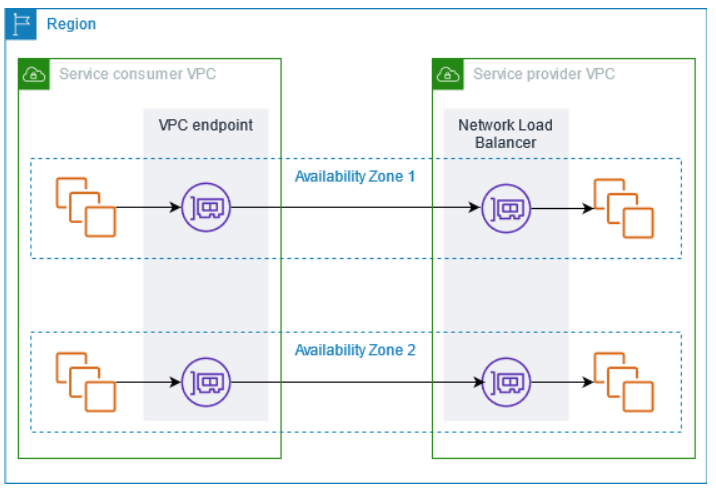 Region
Service consumer VPC
Service provider VPC
VPC endpoint
Network Load
Balancer
Availability Zone 1
Availability Zone 2